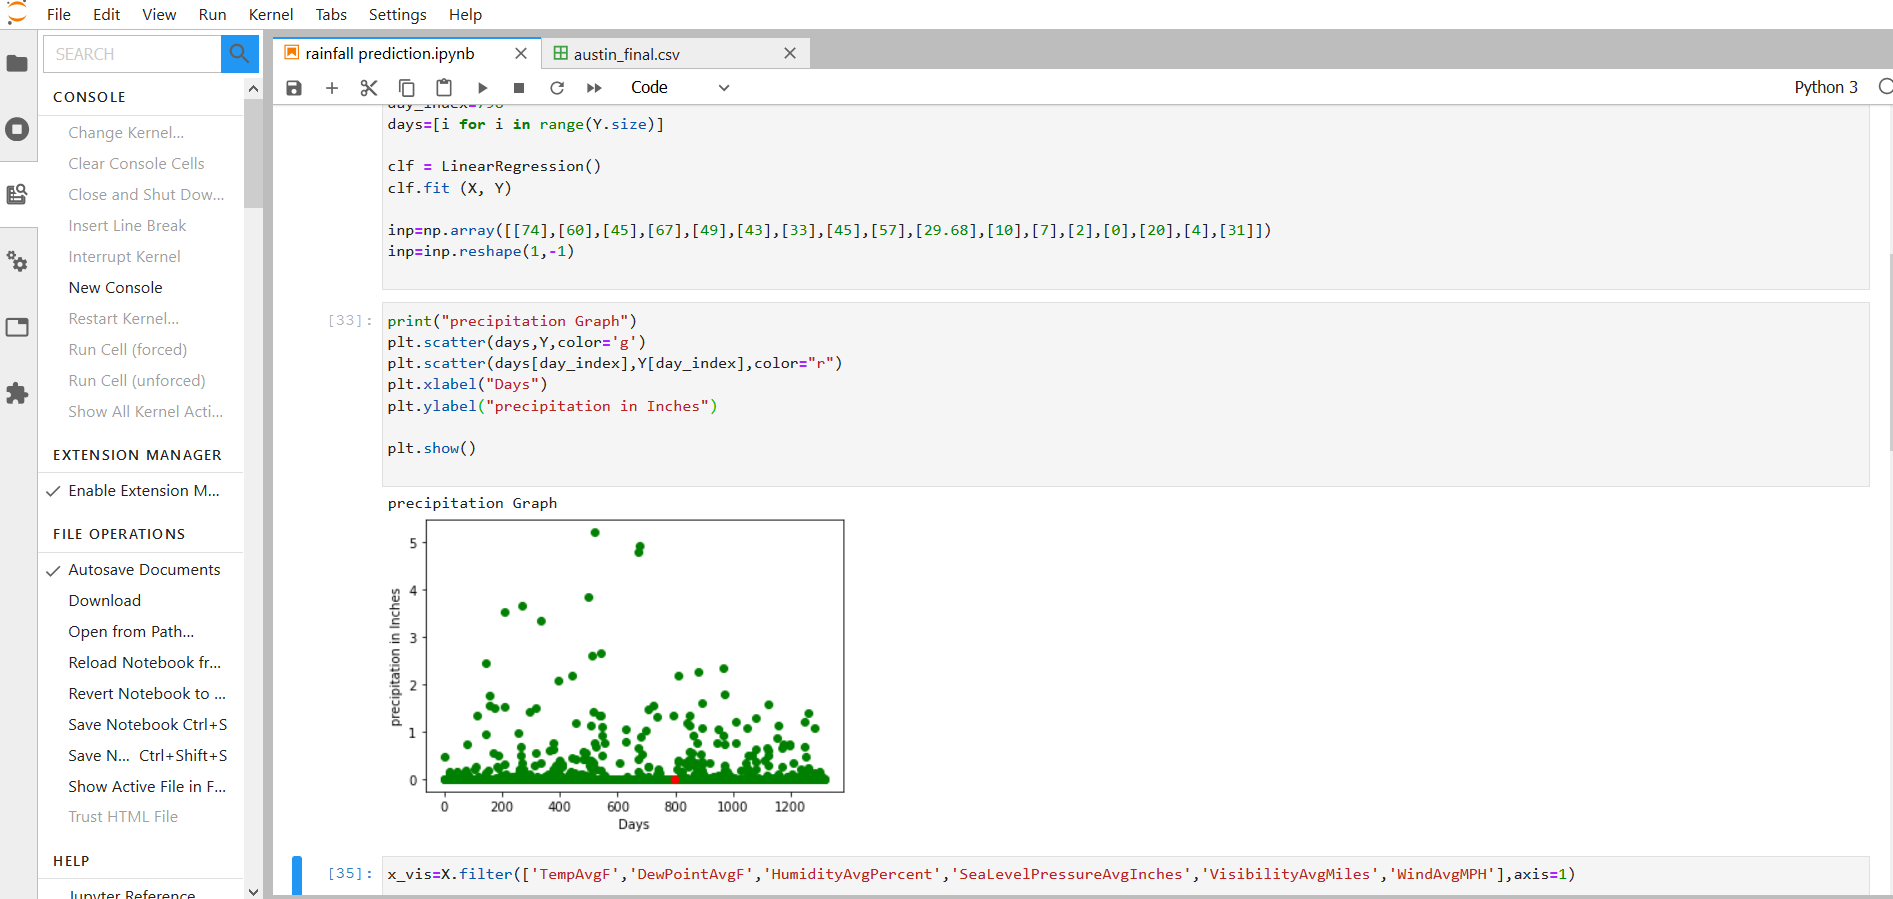 File Edit View Run Kernel Tabs Settings Help
SEARCH
rainfall prediction.ipynb
austin_final.csv
Code
Python 3
CONSOLE
Change Kernel...
Clear Console Cells
Close and Shut Dow...
Insert Line Break
Interrupt Kernel
New Console
Restart Kernel...
Run Cell (forced)
Run Cell (unforced)
Show All Kernel Acti...
EXTENSION MANAGER
Enable Extension M...
FILE OPERATIONS
Autosave Documents
Download
Open from Path...
Reload Notebook fr...
Revert Notebook to ...
Save Notebook Ctrl+S
Save N... Ctrl+Shift+S
Show Active File in F...
Trust HTML File
HELP
Jupyter Reference
day_index=798
days=[i for i in range(Y.size)]
clf = LinearRegression()
clf.fit (X, Y)
inp=np.array([[74],[60],[45],[67],[49],[43],[33],[45],[57],[29.68],[10],[7],[2],[0],[20],[4],[31]])
inp=inp.reshape(1,-1)
[33]:
print("precipitation Graph")
plt.scatter(days,Y,color='g')
plt.scatter(days[day_index],Y[day_index],color="r")
plt.xlabel("Days")
plt.ylabel("precipitation in Inches")
plt.show()
precipitation Graph
precipitation in Inches
5
4
3
2
1
0
0 200 400 600 800 1000 1200
Days
[35]:
x_vis=X.filter(['TempAvgF','DewPointAvgF','HumidityAvgPercent','SeaLevelPressureAvgInches','VisibilityAvgMiles','WindAvgMPH'],axis=1)